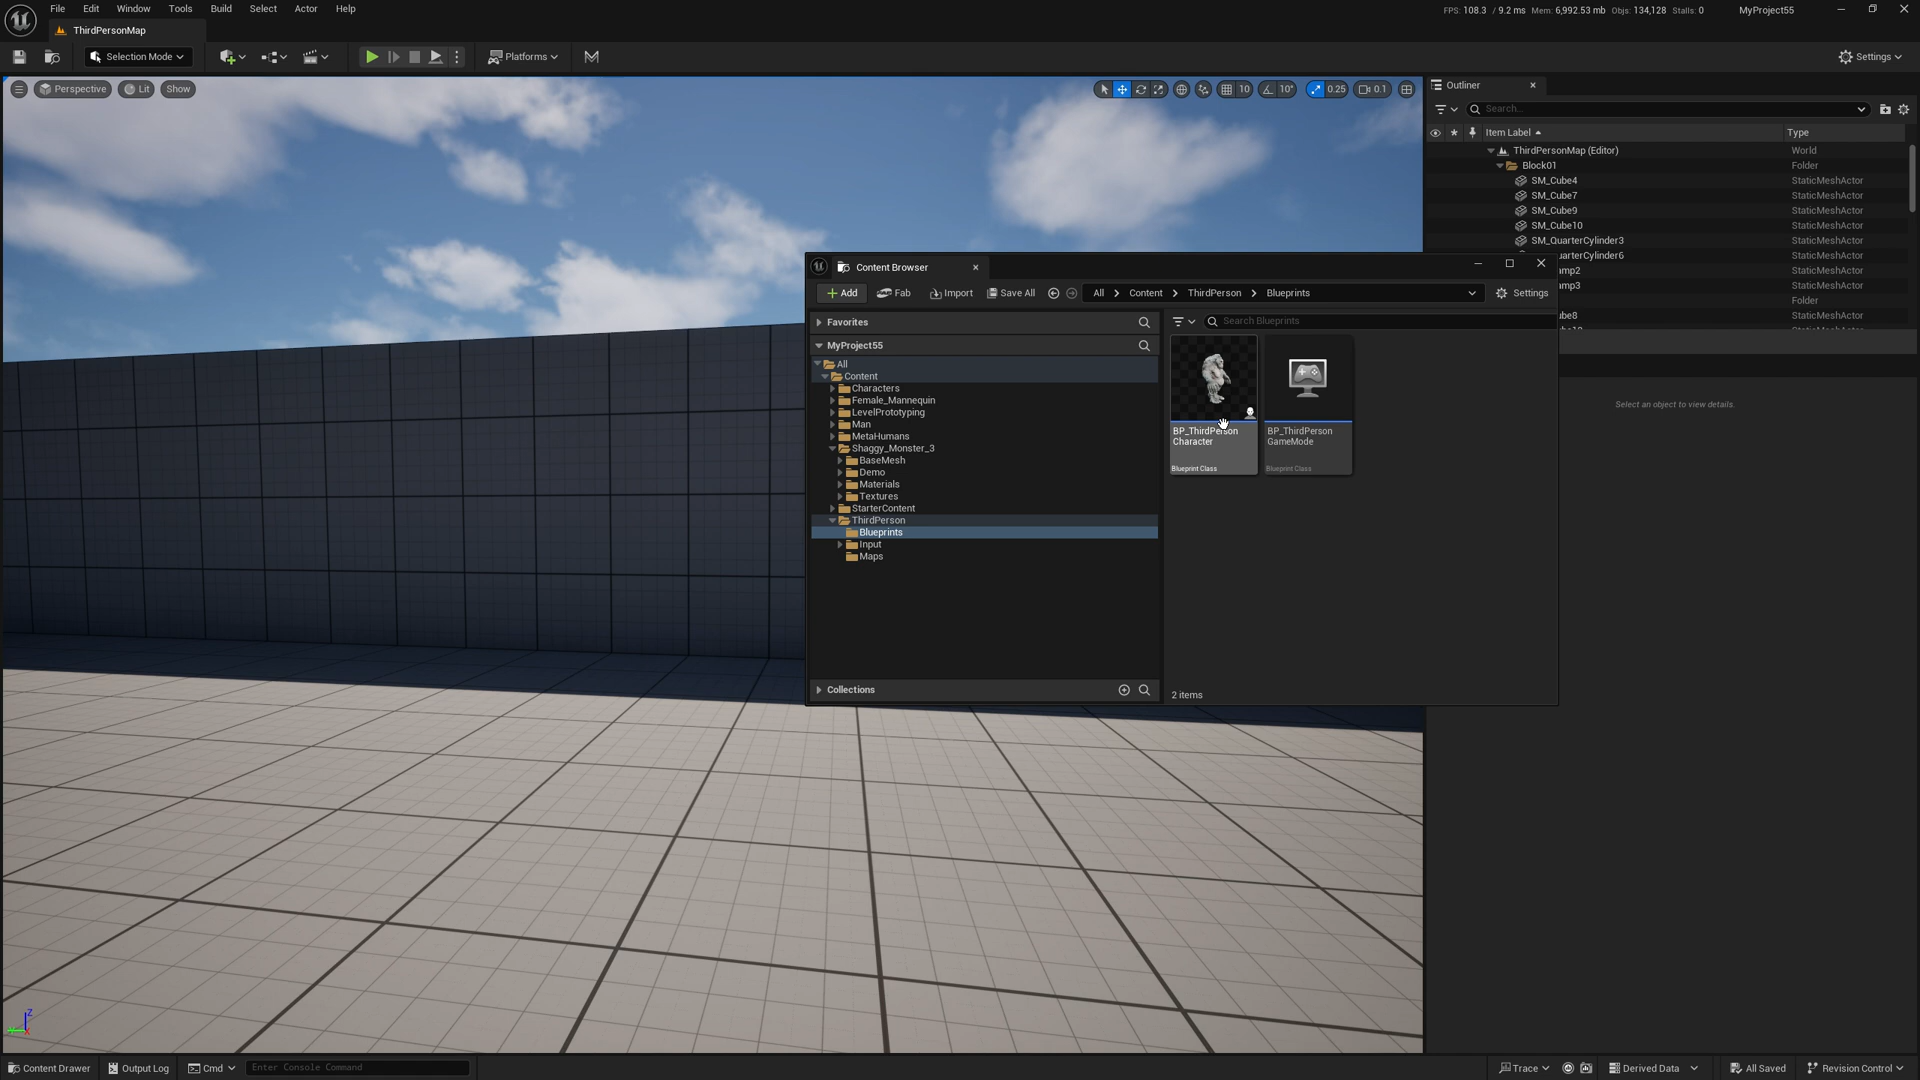 File Edit Window Tools Build Select Actor Help
FPS: 108.3 / 9.2 ms Mem: 6,992.53 mb Objs: 134,128 Stalls: 0 MyProject55
ThirdPersonMap
Selection Mode Platforms Settings
Perspective Lit Show
10 10° 0.25 0.1
Outliner
Search...
Item Label Type
ThirdPersonMap (Editor) World
Block01 Folder
SM_Cube4 StaticMeshActor
SM_Cube7 StaticMeshActor
SM_Cube9 StaticMeshActor
SM_Cube10 StaticMeshActor
SM_QuarterCylinder3 StaticMeshActor
uarterCylinder6 StaticMeshActor
amp2 StaticMeshActor
amp3 StaticMeshActor
Folder
ube8 StaticMeshActor
Select an object to view details.
Content Browser
Add Fab Import Save All All Content ThirdPerson Blueprints Settings
Favorites
MyProject55
All
Content
Characters
Female_Mannequin
LevelPrototyping
Man
MetaHumans
Shaggy_Monster_3
BaseMesh
Demo
Materials
Textures
StarterContent
ThirdPerson
Blueprints
Input
Maps
Collections
Search Blueprints
BP_ThirdPerson
Character
Blueprint Class
BP_ThirdPerson
GameMode
Blueprint Class
2 items
Z
Content Drawer Output Log Cmd Enter Console Command
Trace Derived Data All Saved Revision Control